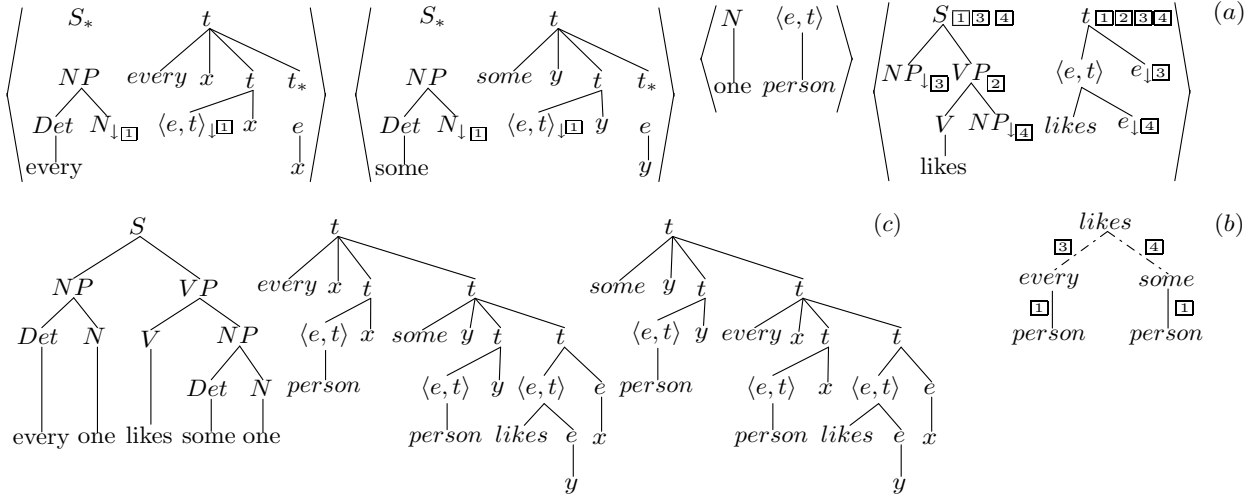 S∗ t S∗ t N ⟨e, t⟩ S 1 3 4 t 1 2 3 4 (a)
NP every x t t∗ NP some y t t∗ one person NP↓3 VP2 ⟨e, t⟩ e↓3
Det N↓1 ⟨e, t⟩↓1 x e Det N↓1 ⟨e, t⟩↓1 y e V NP↓4 likes e↓4
every x some y likes
S t t (c) likes (b)
3 4
NP VP every x t t some y t t every some
Det N V NP ⟨e, t⟩ x some y t t ⟨e, t⟩ y every x t t 1 1 person person
Det N person ⟨e, t⟩ y ⟨e, t⟩ e person ⟨e, t⟩ x ⟨e, t⟩ e
every one likes some one person likes e x person likes e x
y y